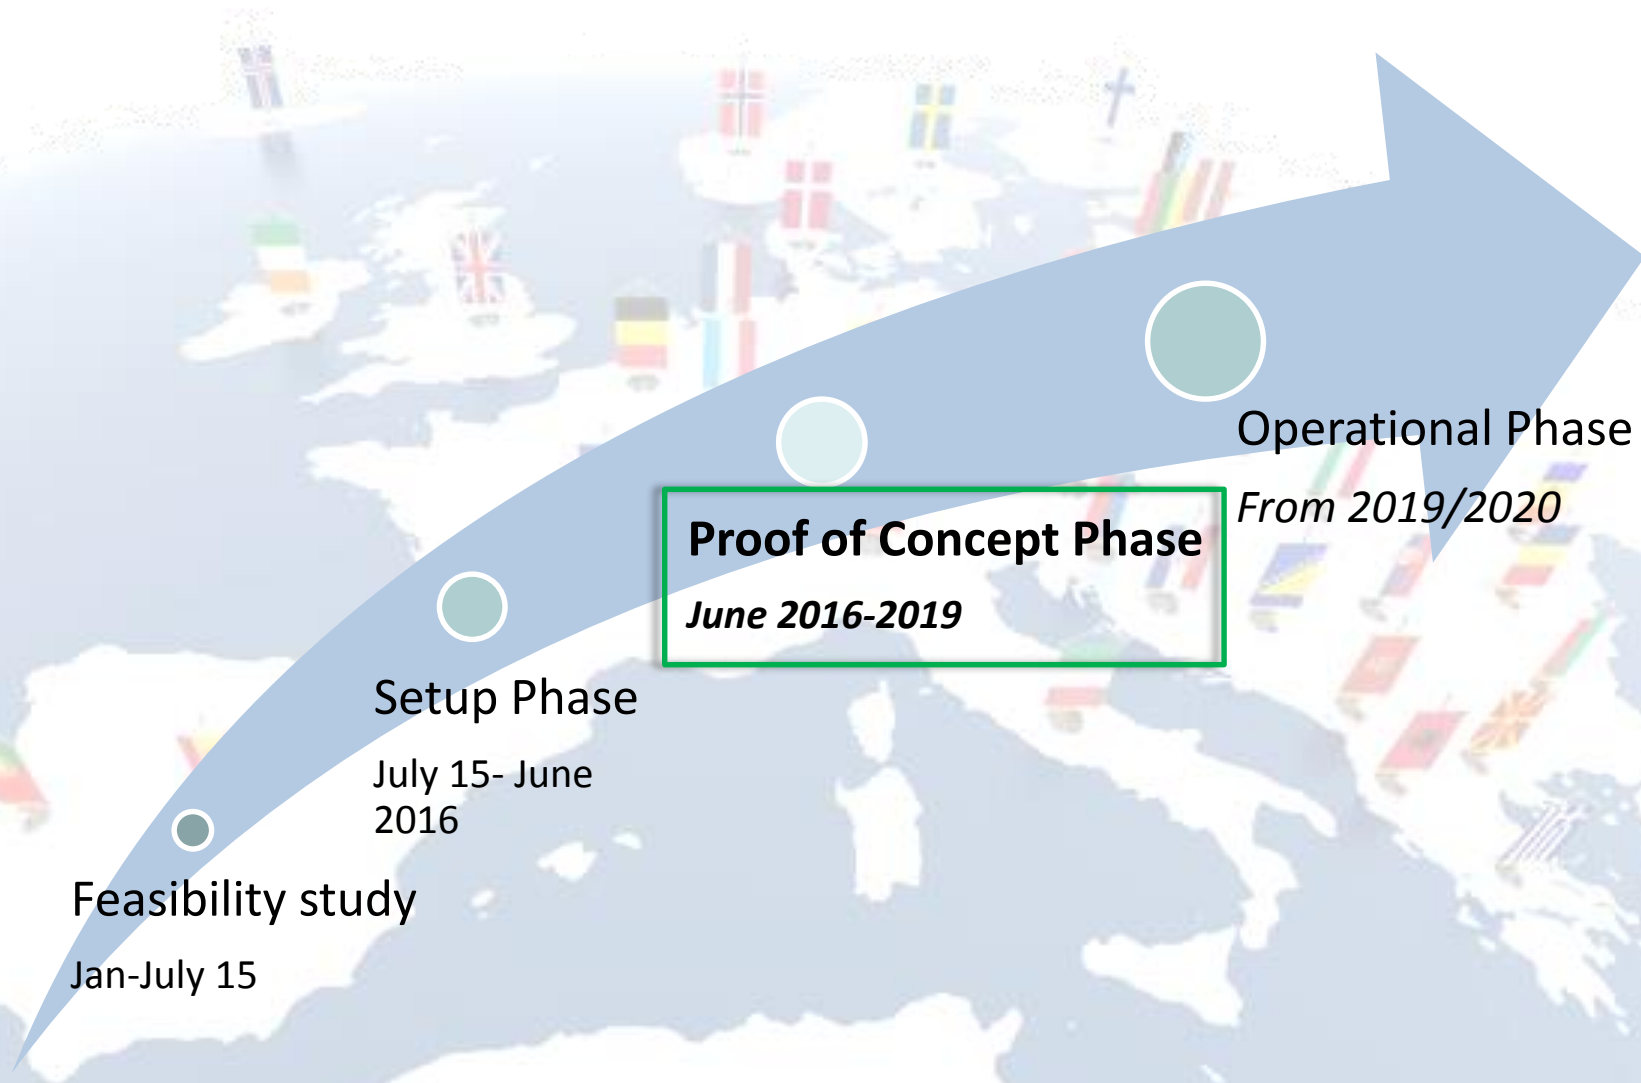 Feasibility study
Jan-July 15
Setup Phase
July 15- June
2016
Proof of Concept Phase
June 2016-2019
Operational Phase
From 2019/2020